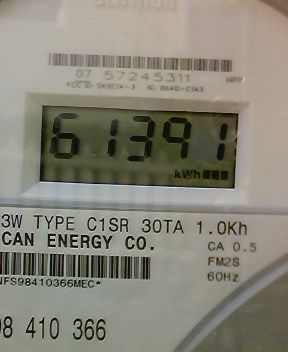 07 57245311
61391
kWh
3W TYPE C1SR 30TA 1.0Kh
CAN ENERGY CO.
CA 0.5
FM2S
60Hz
NFS98410366MEC*
98 410 366